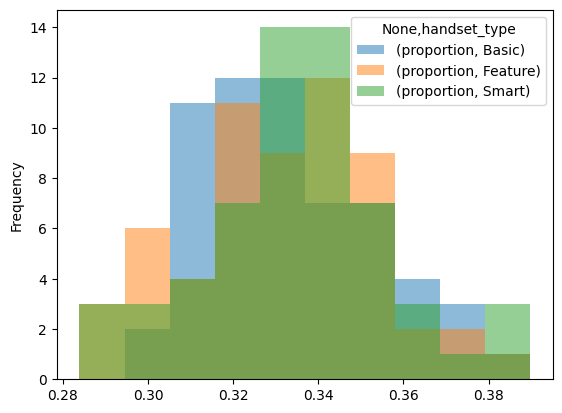 None,handset_type
(proportion, Basic)
(proportion, Feature)
(proportion, Smart)
Frequency
14
12
10
8
6
4
2
0
0.28 0.30 0.32 0.34 0.36 0.38